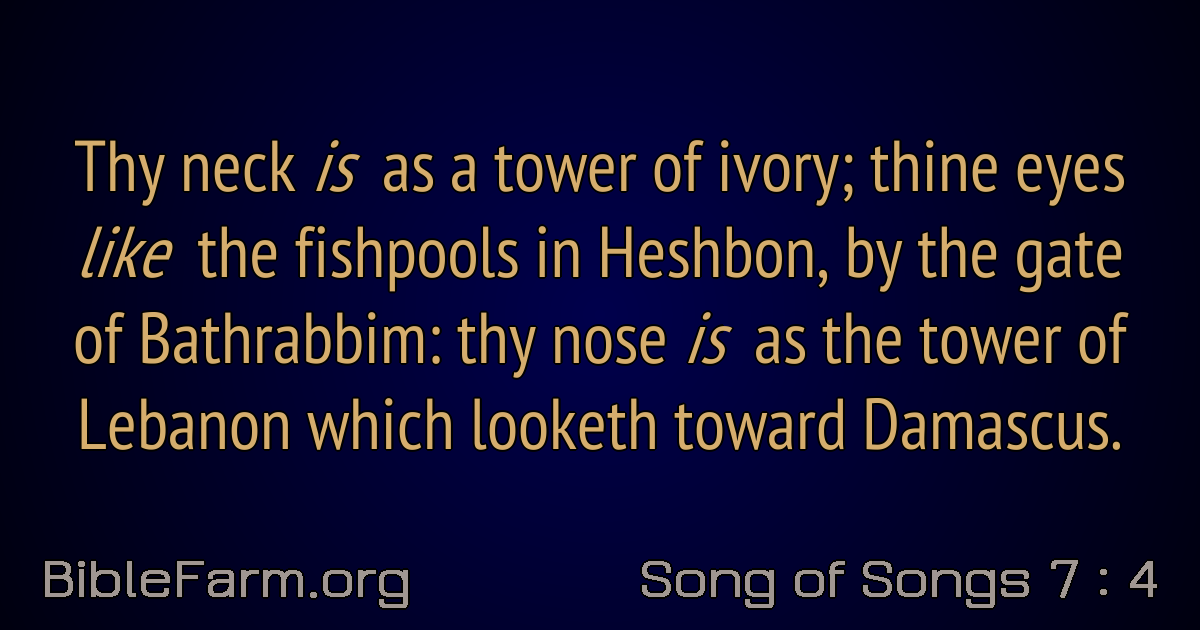 Thy neck is as a tower of ivory; thine eyes
like the fishpools in Heshbon, by the gate
of Bathrabbim: thy nose is as the tower of
Lebanon which looketh toward Damascus.
BibleFarm.org
Song of Songs 7 : 4